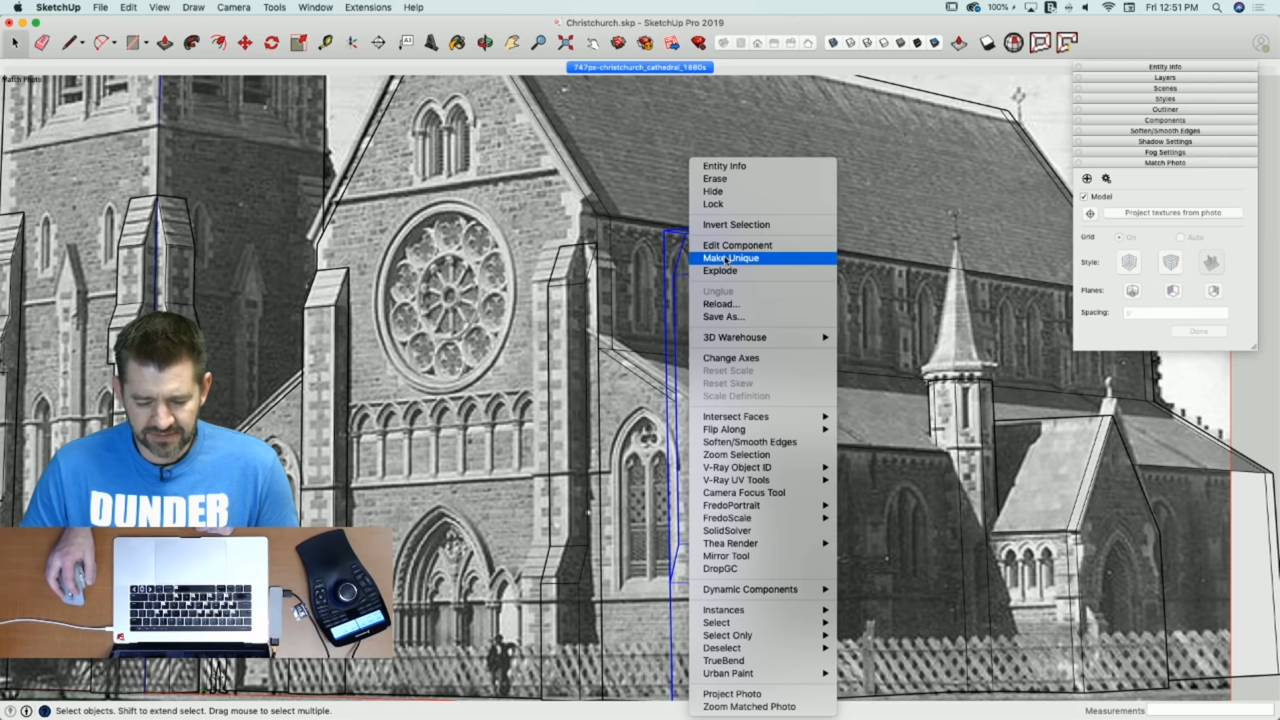 SketchUp File Edit View Draw Camera Tools Window Extensions Help
100%
Fri 12:51 PM
Christchurch.skp - SketchUp Pro 2019
747px-christchurch_cathedral_1880s
Match Photo
Entity Info
Layers
Scenes
Styles
Outliner
Components
Soften/Smooth Edges
Shadow Settings
Fog Settings
Match Photo
Model
Project textures from photo
Grid On Auto
Style:
Planes:
Spacing:
Done
Entity Info
Erase
Hide
Lock
Invert Selection
Edit Component
Make Unique
Explode
Unglue
Reload...
Save As...
3D Warehouse
Change Axes
Reset Scale
Reset Skew
Scale Definition
Intersect Faces
Flip Along
Soften/Smooth Edges
Zoom Selection
V-Ray Object ID
V-Ray UV Tools
Camera Focus Tool
FredoPortrait
FredoScale
SolidSolver
Thea Render
Mirror Tool
DropGC
Dynamic Components
Instances
Select
Select Only
Deselect
TrueBend
Urban Paint
Project Photo
Zoom Matched Photo
DUNDER
Select objects. Shift to extend select. Drag mouse to select multiple.
Measurements